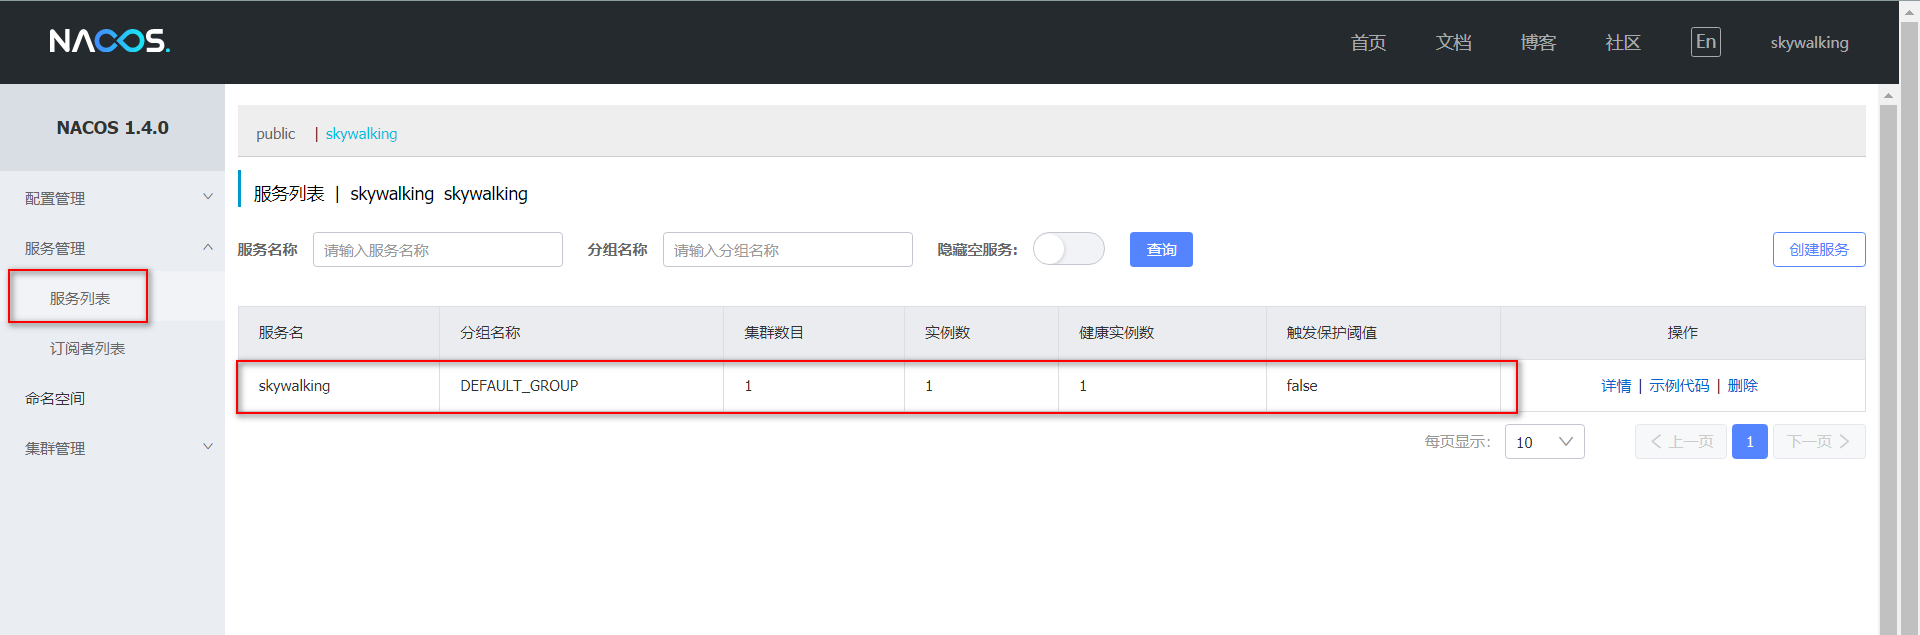 NACOS.
首页 文档 博客 社区 En skywalking
NACOS 1.4.0
配置管理
服务管理
服务列表
订阅者列表
命名空间
集群管理
public | skywalking
服务列表 | skywalking skywalking
服务名称 请输入服务名称 分组名称 请输入分组名称 隐藏空服务: 查询 创建服务
服务名 分组名称 集群数目 实例数 健康实例数 触发保护阈值 操作
skywalking DEFAULT_GROUP 1 1 1 false 详情 | 示例代码 | 删除
每页显示: 10 上一页 1 下一页